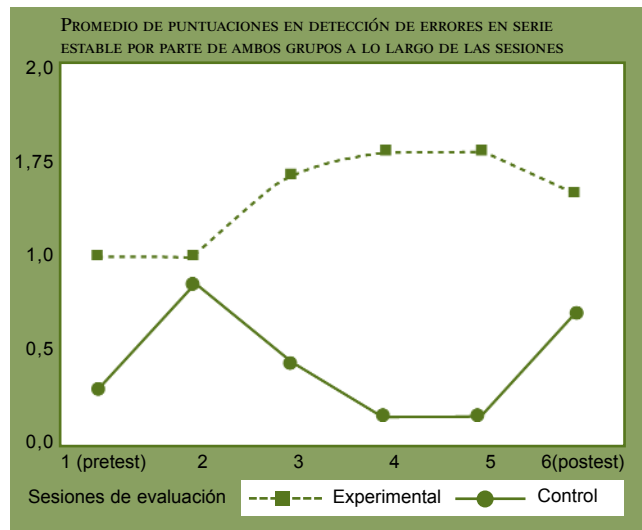 PROMEDIO DE PUNTUACIONES EN DETECCIÓN DE ERRORES EN SERIE
ESTABLE POR PARTE DE AMBOS GRUPOS A LO LARGO DE LAS SESIONES
2,0
1,75
1,0
0,5
0,0
1 (pretest) 2 3 4 5 6(postest)
Sesiones de evaluación Experimental Control